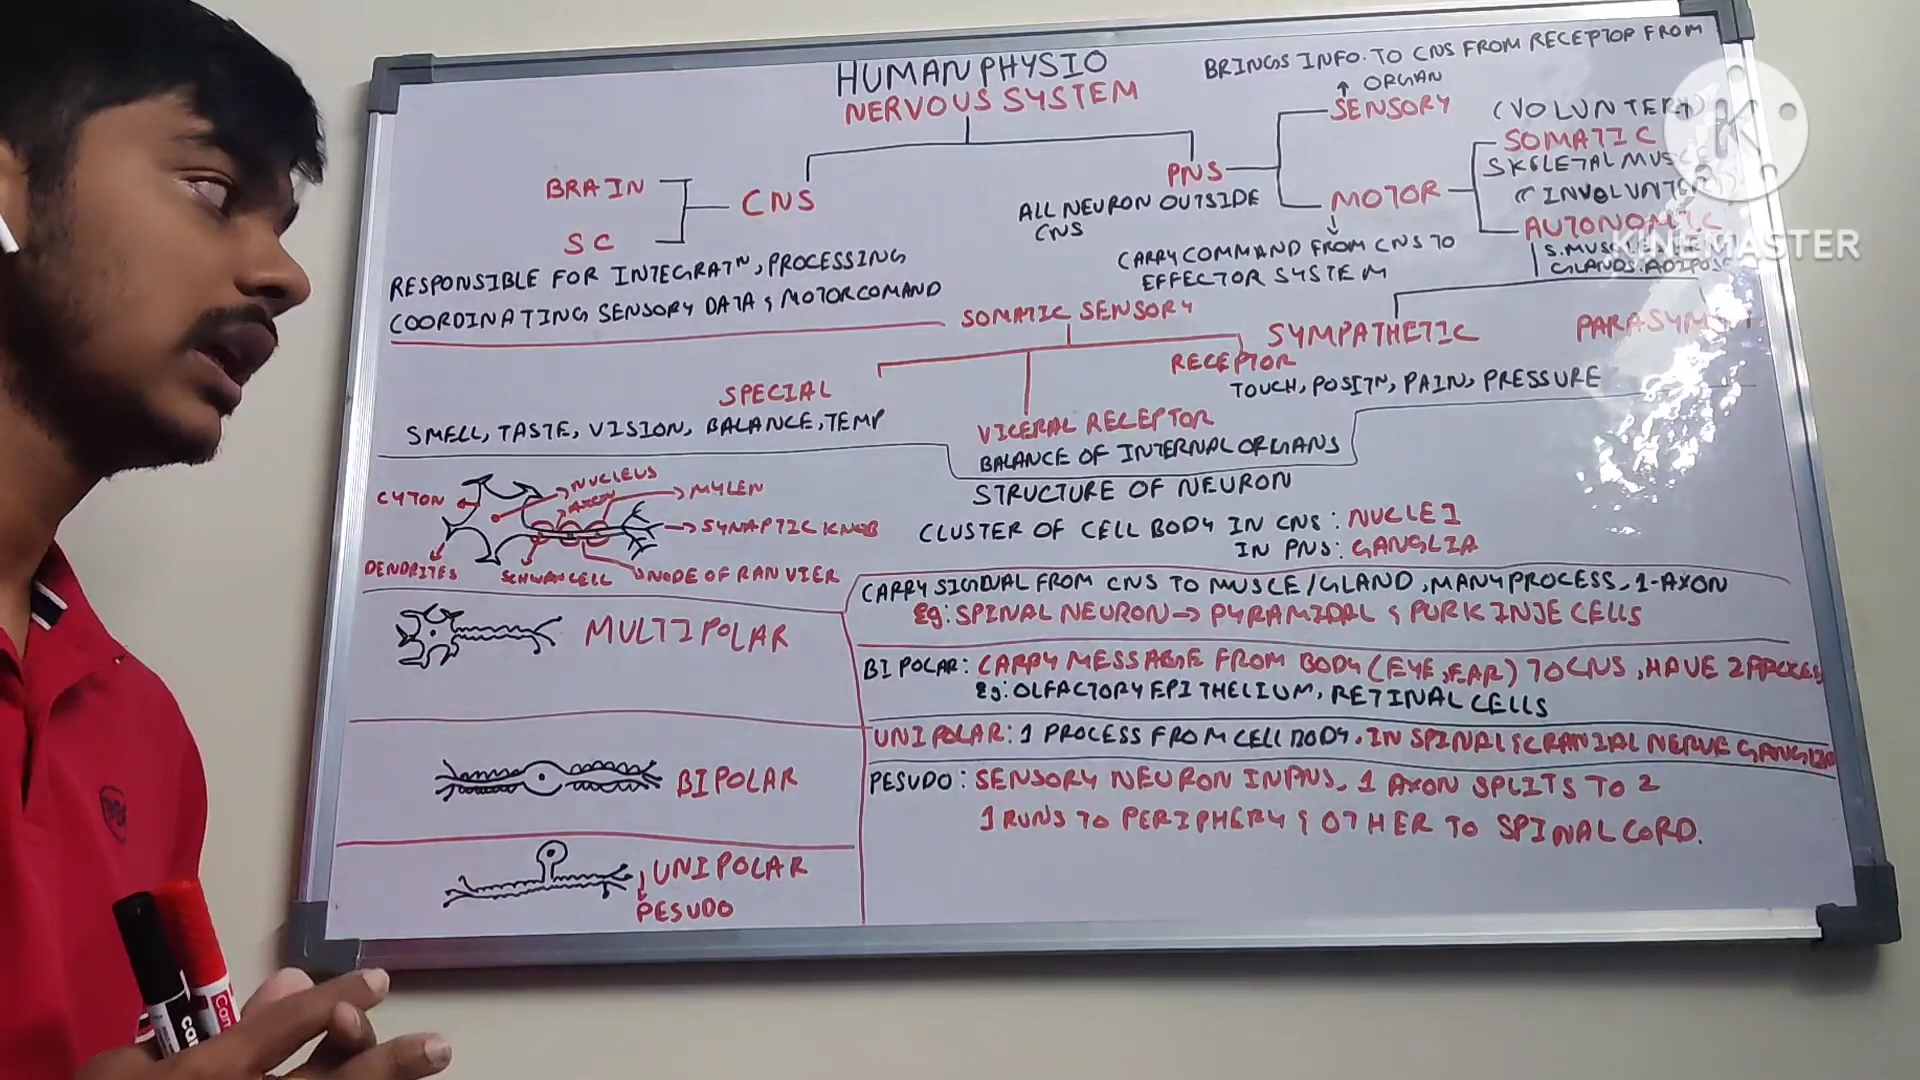 HUMAN PHYSIO
NERVOUS SYSTEM
BRINGS INFO. TO CNS FROM RECEPTOP FROM
ORGAN
SENSORY
(VOLUNTERY)
SOMATIC
SKELETAL MUSCLE
BRAIN
CNS
SC
PNS
ALL NEURON OUTSIDE
CNS
MOTOR
AUTONOMIC
S.MUSCLE
GLANDS. ADIPOSE
KINEMASTER
CARRY COMMAND FROM CNS TO
EFFECTOR SYSTEM
RESPONSIBLE FOR INTEGRATN, PROCESSING
COORDINATING SENSORY DATA & MOTOR COMAND
SOMATIC SENSORY
SYMPATHETIC
RECEPTOR
TOUCH, POSITN, PAIN, PRESSURE
SPECIAL
SMELL, TASTE, VISION, BALANCE, TEMP
VICERAL RECEPTOR
BALANCE OF INTERNAL ORGANS
STRUCTURE OF NEURON
CYTON
NUCLEUS
AXON
MYLEN
SYNAPTIC KNOB
DENDRITES
SCHWAN CELL
NODE OF RANVIER
CLUSTER OF CELL BODY IN CNS: NUCLEI
IN PNS: GANGLIA
CARRY SIGNAL FROM CNS TO MUSCLE/GLAND, MANY PROCESS, 1-AXON
Eg: SPINAL NEURON → PYRAMIDAL & PURKINJE CELLS
MULTIPOLAR
BIPOLAR: CARPY MESSAGE FROM BODY (EYE, EAR) TO CNS, HAVE 2
Eg: OLFACTORY EPITHELIUM, RETINAL CELLS
UNIPOLAR: 1 PROCESS FROM CELL BODY. IN SPINAL & CRANIAL NERVE GANGLIA
BIPOLAR
PESUDO: SENSORY NEURON IN PNS. 1 AXON SPLITS TO 2
1 RUNS TO PERIPHERY & OTHER TO SPINAL CORD.
UNIPOLAR
PESUDO